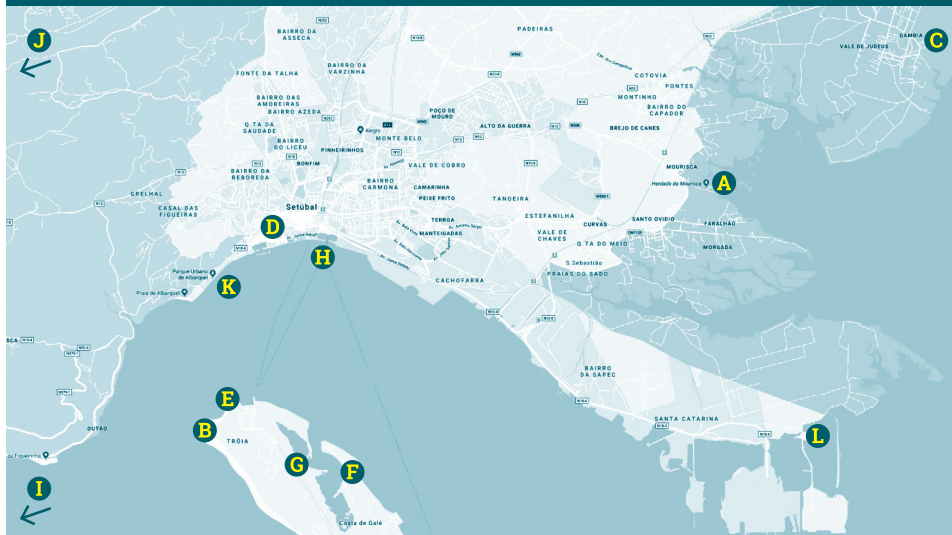 J
C
BAIRRO DA
ASSECA
PADEIRAS
GÂMBIA
VALE DE JUDEUS
BAIRRO DA
VARZINHA
FONTE DA TALHA
COTOVIA
PONTES
MONTINHO
BAIRRO DAS
AMOREIRAS
BAIRRO AZEDA
POÇO DE
MOURO
BAIRRO DO
CAPADOR
Q.TA DA
SAUDADE
Alegro
ALTO DA GUERRA
BREJO DE CANES
MONTE BELO
BAIRRO
DO LICEU
PINHEIRINHOS
BONFIM
VALE DE COBRO
MOURISCA
BAIRRO DA
REBOREDA
BAIRRO
CARMONA
CAMARINHA
Herdade da Mourisca
A
GRELHAL
PEIXE FRITO
TANOEIRA
CASAL DAS
FIGUEIRAS
Setúbal
D
TERROA
MANTEIGADAS
ESTEFANILHA
CURVAS
SANTO OVIDIO
FARALHÃO
VALE DE
CHAVES
Q.TA DO MEIO
MORGADA
H
S.Sebastião
Parque Urbano
de Albarquel
PRAIAS DO SADO
CACHOFARRA
K
Praia de Albarquel
BAIRRO
DA SAPEC
E
SANTA CATARINA
OUTÃO
B
TRÓIA
L
G
F
da Figueirinha
I
Costa de Galé